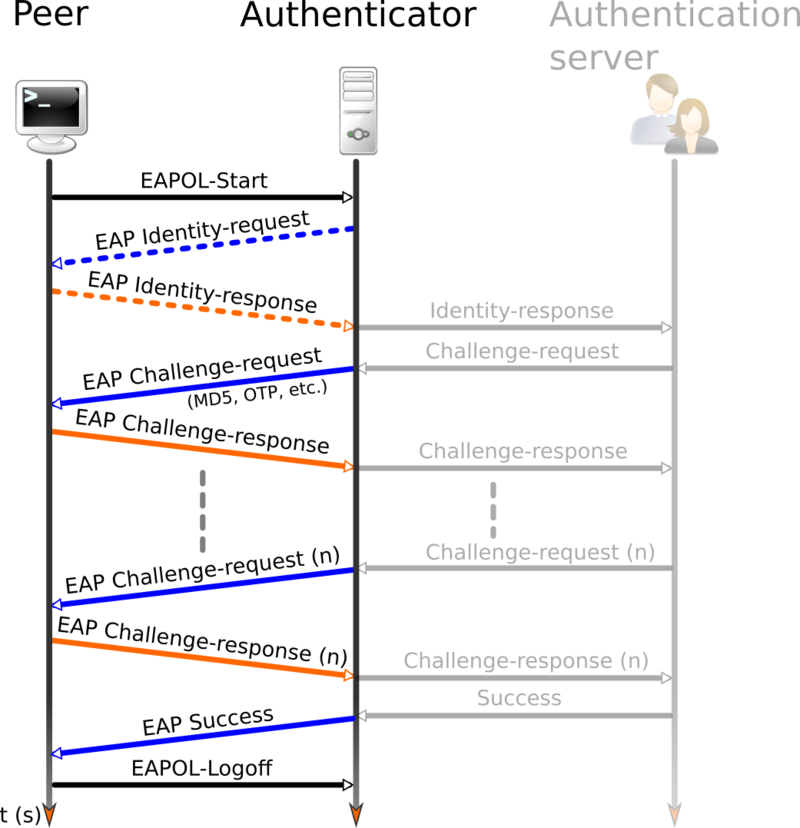 Peer
Authenticator
Authentication
server
>_
EAPOL-Start
EAP Identity-request
EAP Identity-response
Identity-response
Challenge-request
EAP Challenge-request
(MD5, OTP, etc.)
EAP Challenge-response
Challenge-response
Challenge-request (n)
EAP Challenge-request (n)
EAP Challenge-response (n)
Challenge-response (n)
Success
EAP Success
EAPOL-Logoff
t (s)